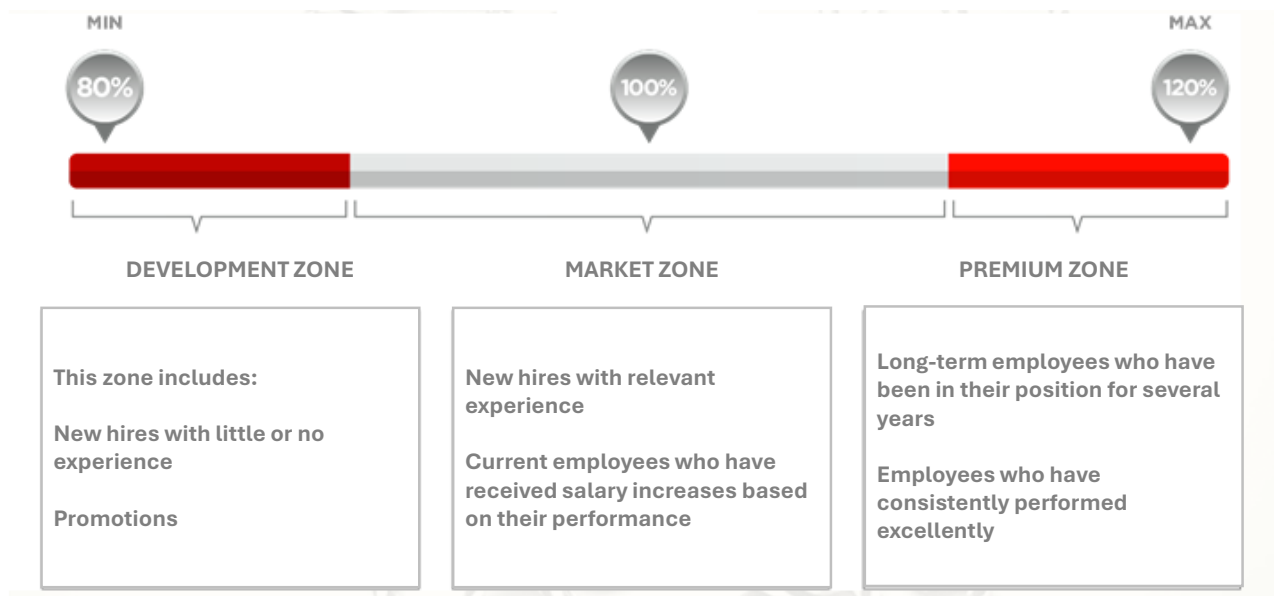 MIN
MAX
80%
100%
120%
DEVELOPMENT ZONE
MARKET ZONE
PREMIUM ZONE
This zone includes:
New hires with little or no
experience
Promotions
New hires with relevant
experience
Current employees who have
received salary increases based
on their performance
Long-term employees who have
been in their position for several
years
Employees who have
consistently performed
excellently